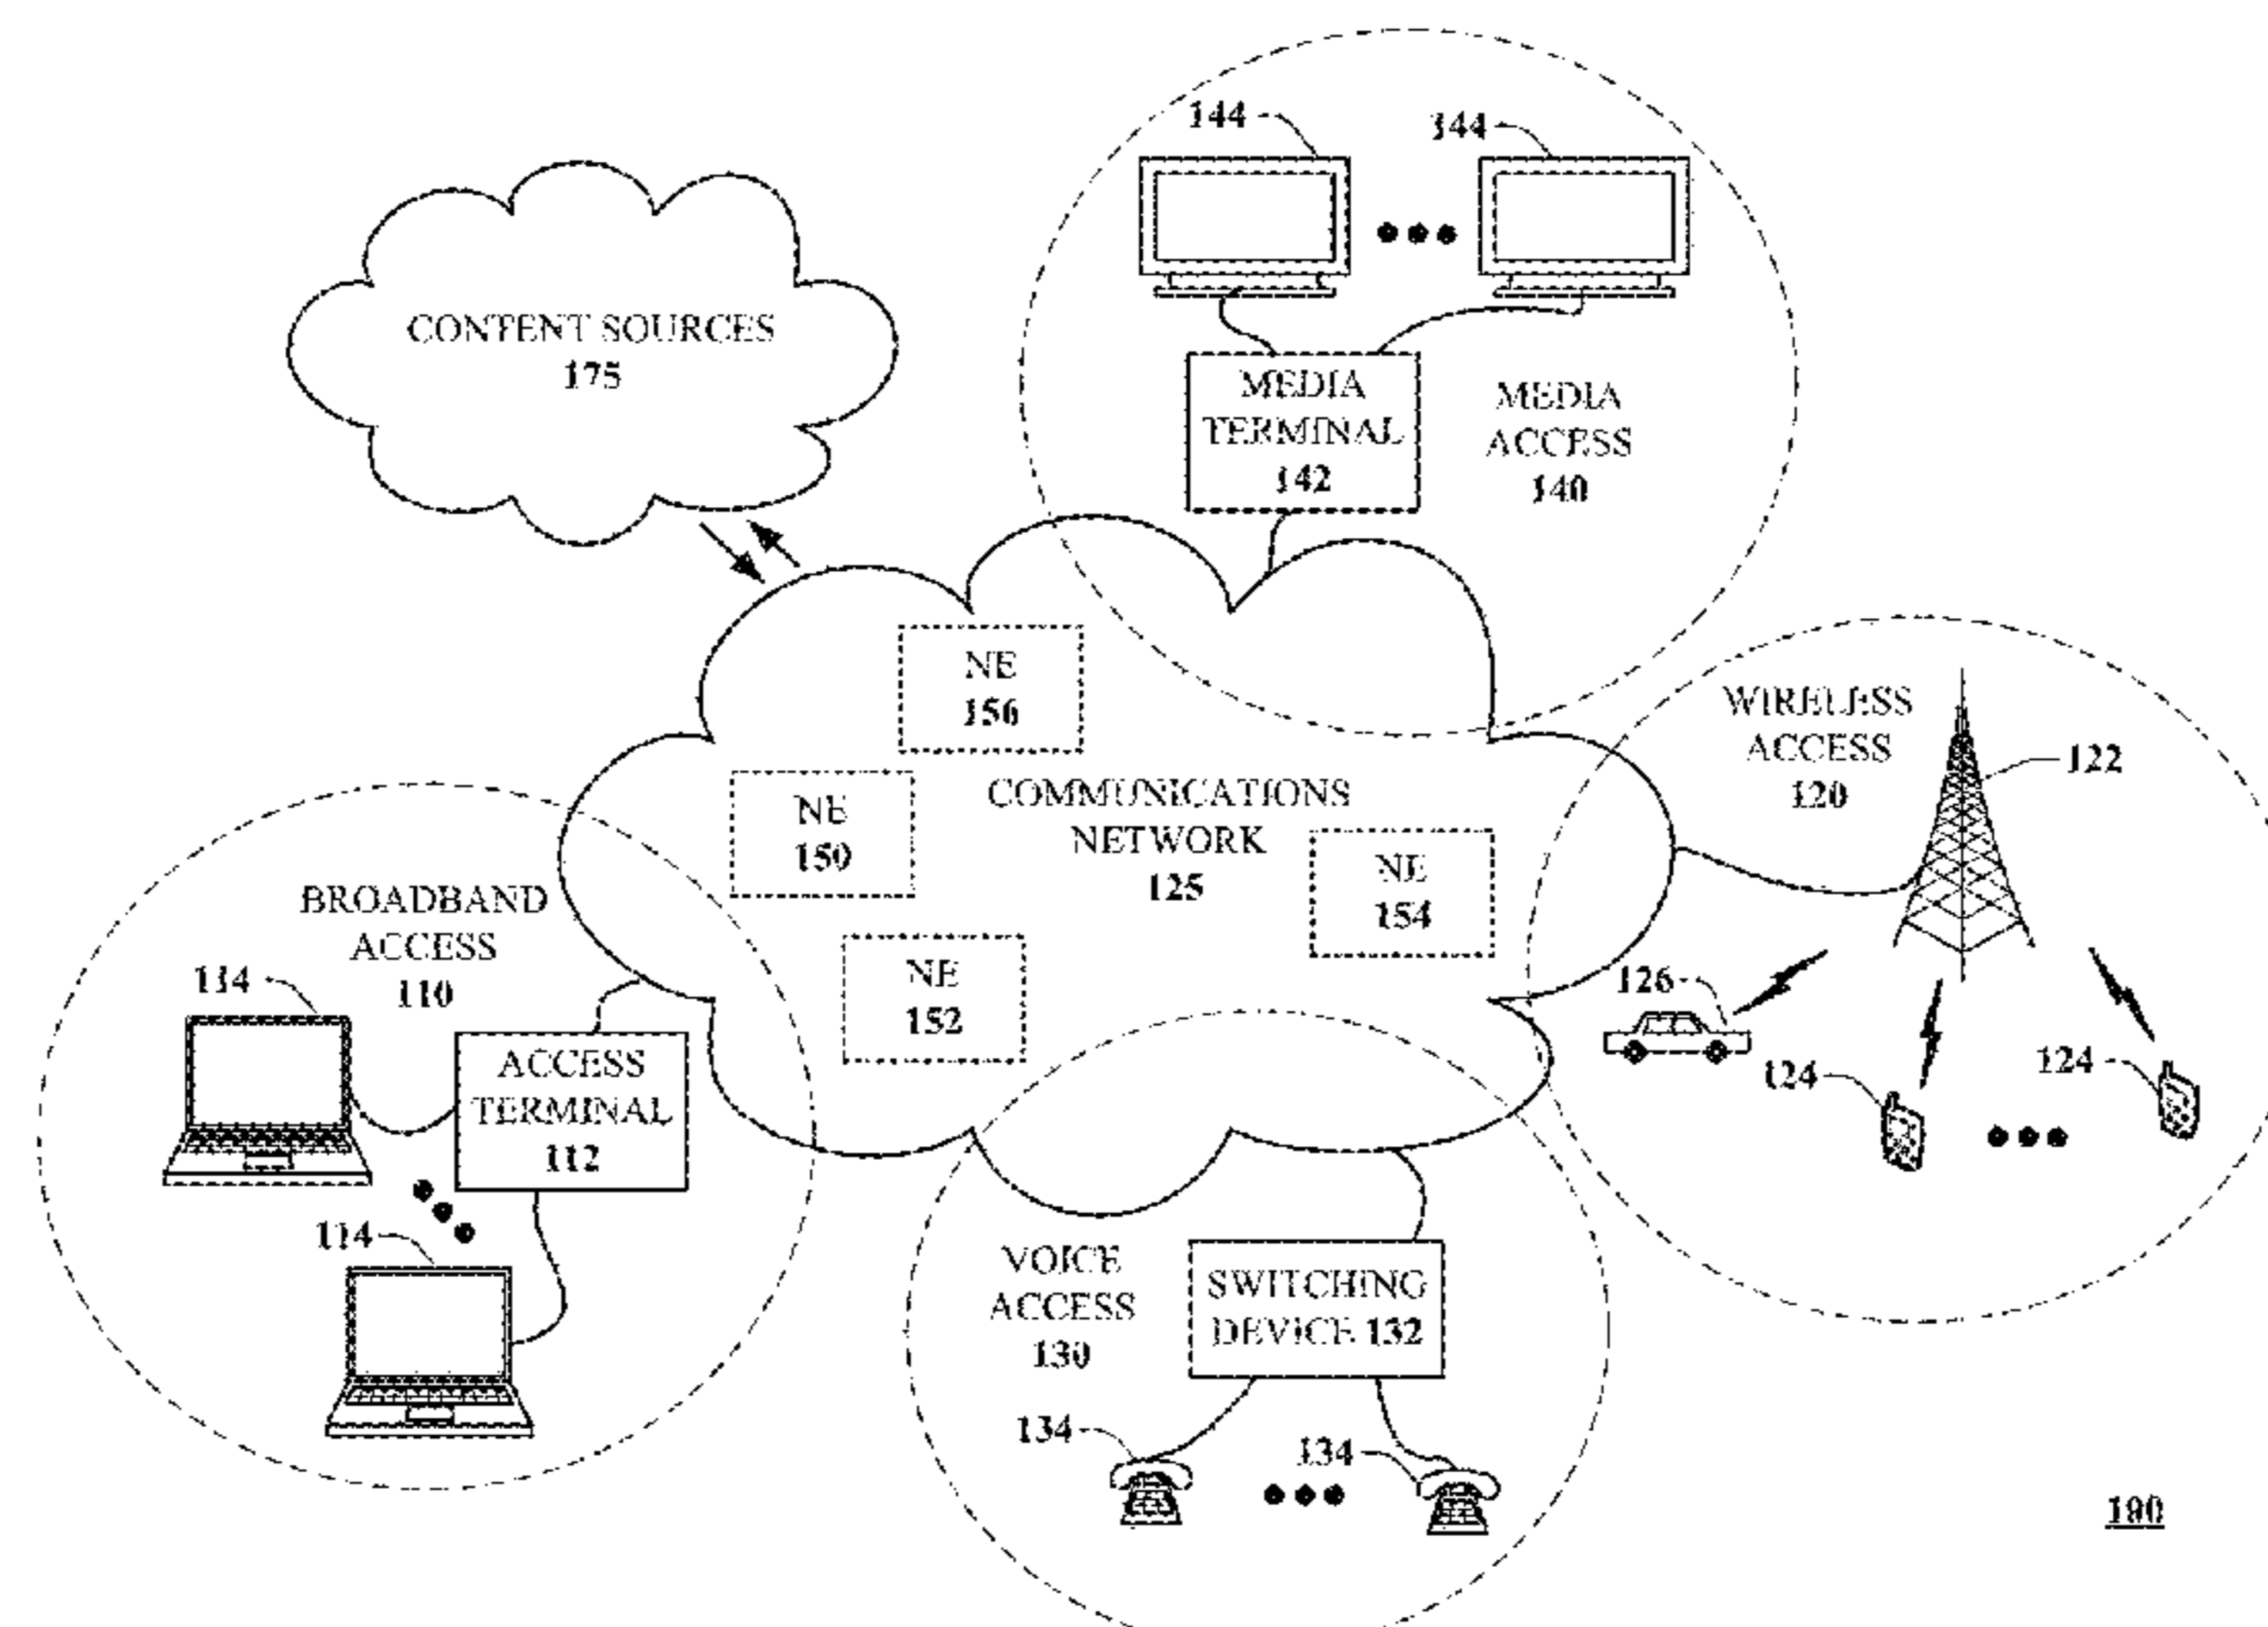 144
144
CONTENT SOURCES
175
MEDIA
TERMINAL
142
MEDIA
ACCESS
140
NE
156
WIRELESS
ACCESS
120
122
NE
150
COMMUNICATIONS
NETWORK
125
NE
154
BROADBAND
ACCESS
110
114
NE
152
126
ACCESS
TERMINAL
112
124
124
114
VOICE
ACCESS
130
SWITCHING
DEVICE 132
134
134
100